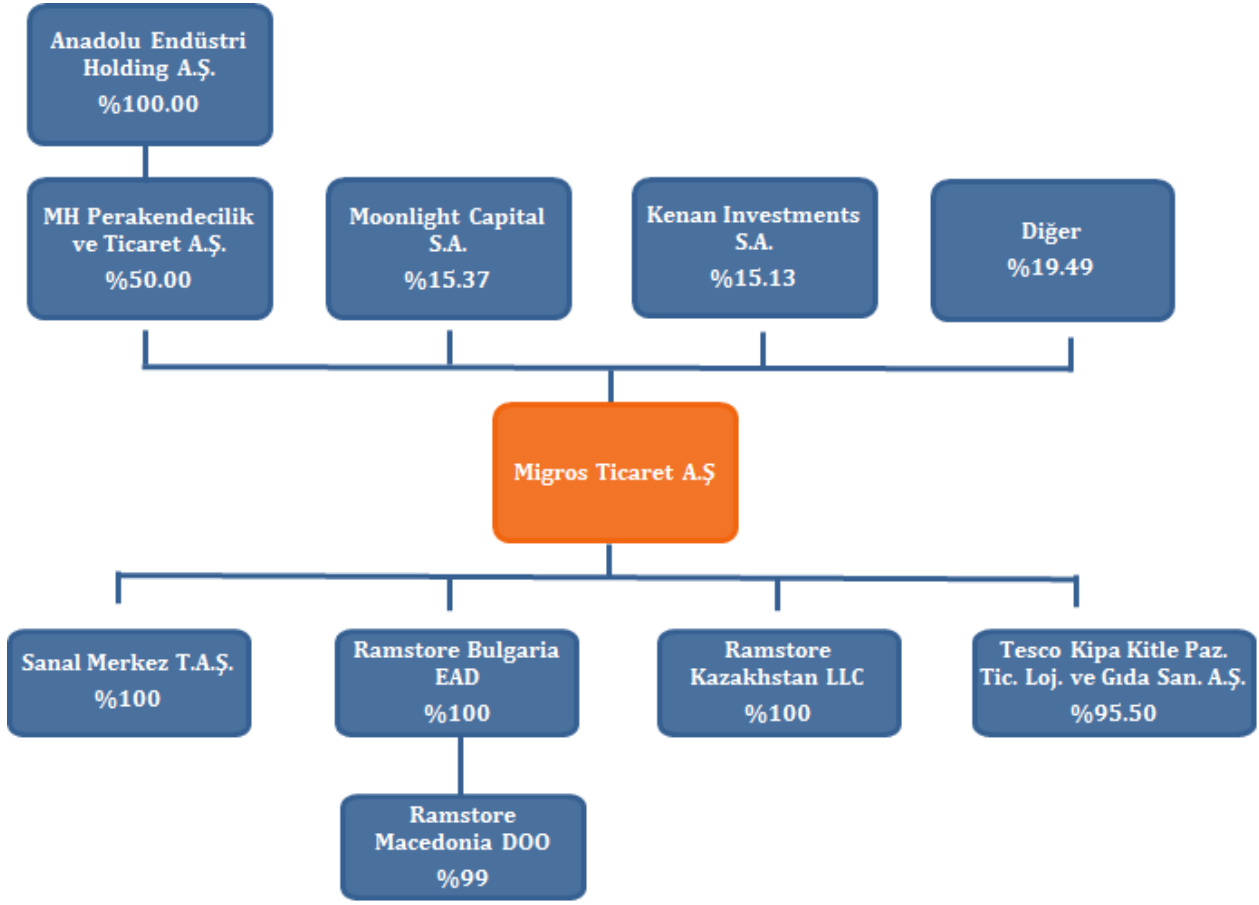 Anadolu Endüstri
Holding A.Ş.
%100.00
MH Perakendecilik
ve Ticaret A.Ş.
%50.00
Moonlight Capital
S.A.
%15.37
Kenan Investments
S.A.
%15.13
Diğer
%19.49
Migros Ticaret A.Ş
Sanal Merkez T.A.Ş.
%100
Ramstore Bulgaria
EAD
%100
Ramstore
Kazakhstan LLC
%100
Tesco Kipa Kitle Paz.
Tic. Loj. ve Gıda San. A.Ş.
%95.50
Ramstore
Macedonia DOO
%99